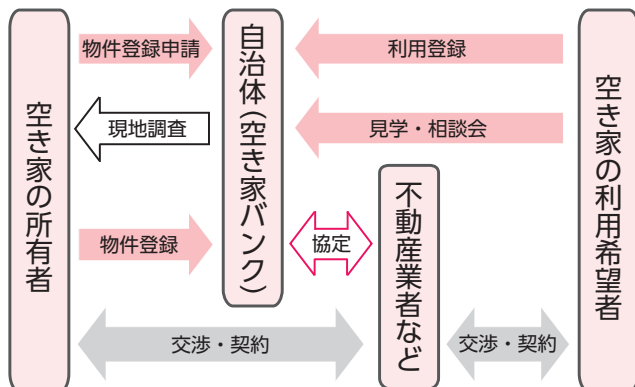 空き家の所有者
物件登録申請
現地調査
物件登録
自治体(空き家バンク)
利用登録
見学・相談会
協定
不動産業者など
交渉・契約
交渉・契約
空き家の利用希望者